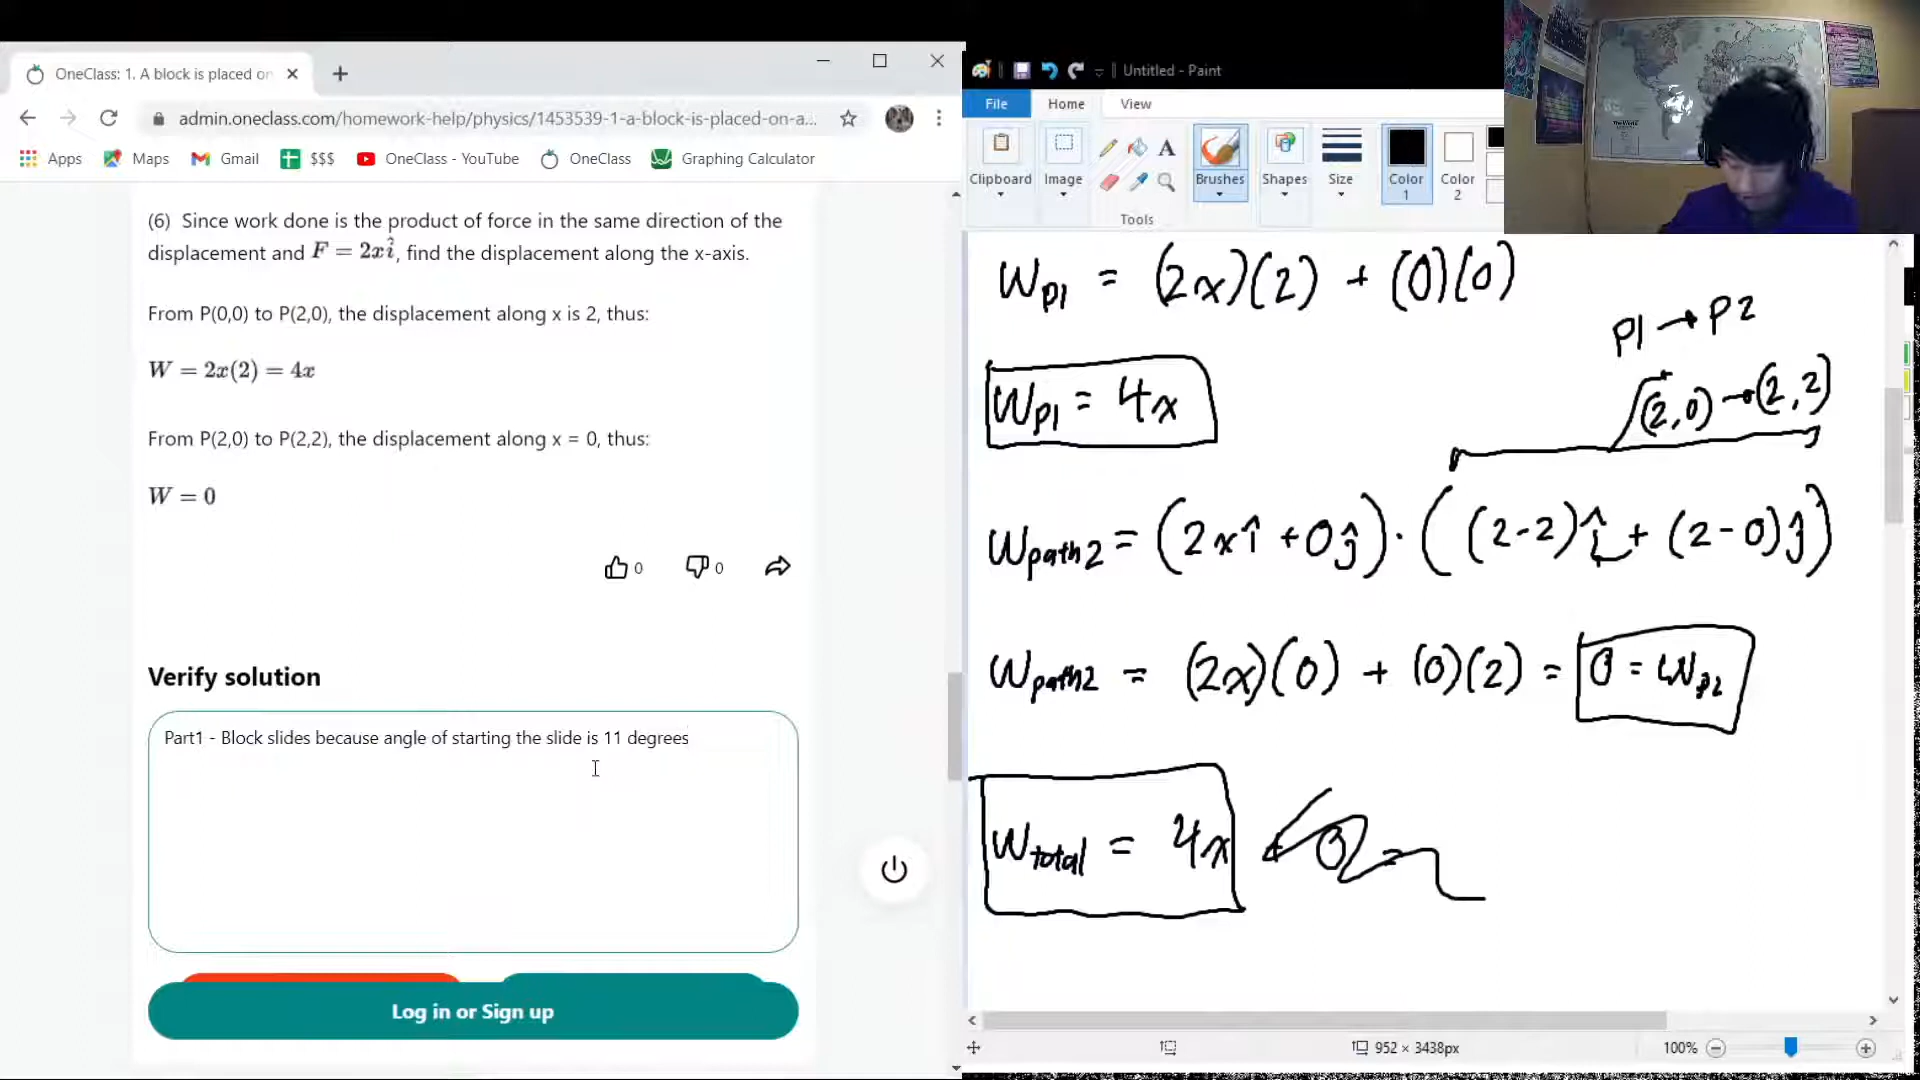 OneClass: 1. A block is placed on
admin.oneclass.com/homework-help/physics/1453539-1-a-block-is-placed-on-a...
Apps Maps Gmail $$$ OneClass - YouTube OneClass Graphing Calculator
(6) Since work done is the product of force in the same direction of the
displacement and F = 2xî, find the displacement along the x-axis.
From P(0,0) to P(2,0), the displacement along x is 2, thus:
W = 2x(2) = 4x
From P(2,0) to P(2,2), the displacement along x = 0, thus:
W = 0
0 0
Verify solution
Part1 - Block slides because angle of starting the slide is 11 degrees
Log in or Sign up
Untitled - Paint
File Home View
Clipboard Image Brushes Shapes Size Color 1 Color 2
Tools
Wp1 = (2x)(2) + (0)(0)
P1 → P2
Wp1 = 4x
(2,0) → (2,2)
Wpath2 = (2xî + 0ĵ) · ((2-2)î + (2-0)ĵ)
Wpath2 = (2x)(0) + (0)(2) = 0 = Wp2
Wtotal = 4x
952 × 3438px
100%